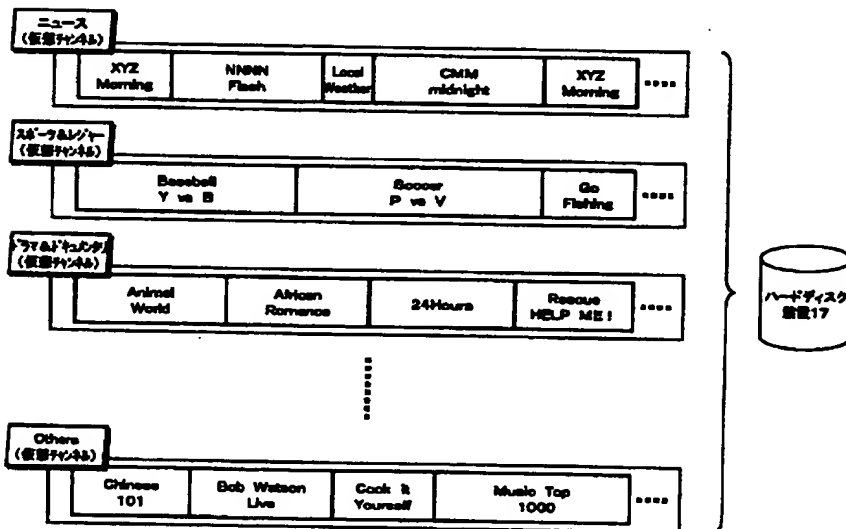 ニュース
(仮想チャンネル)
XYZ
Morning
NNNN
Flash
Local
Weather
CMM
midnight
XYZ
Morning
スポーツ&レジャー
(仮想チャンネル)
Baseball
Y vs B
Soccer
P vs V
Go
Fishing
ドラマ&ドキュメンタリ
(仮想チャンネル)
Animal
World
African
Romance
24Hours
Rescue
HELP ME!
ハードディスク
装置17
Others
(仮想チャンネル)
Chinese
101
Bob Watson
Live
Cook it
Yourself
Music Top
1000